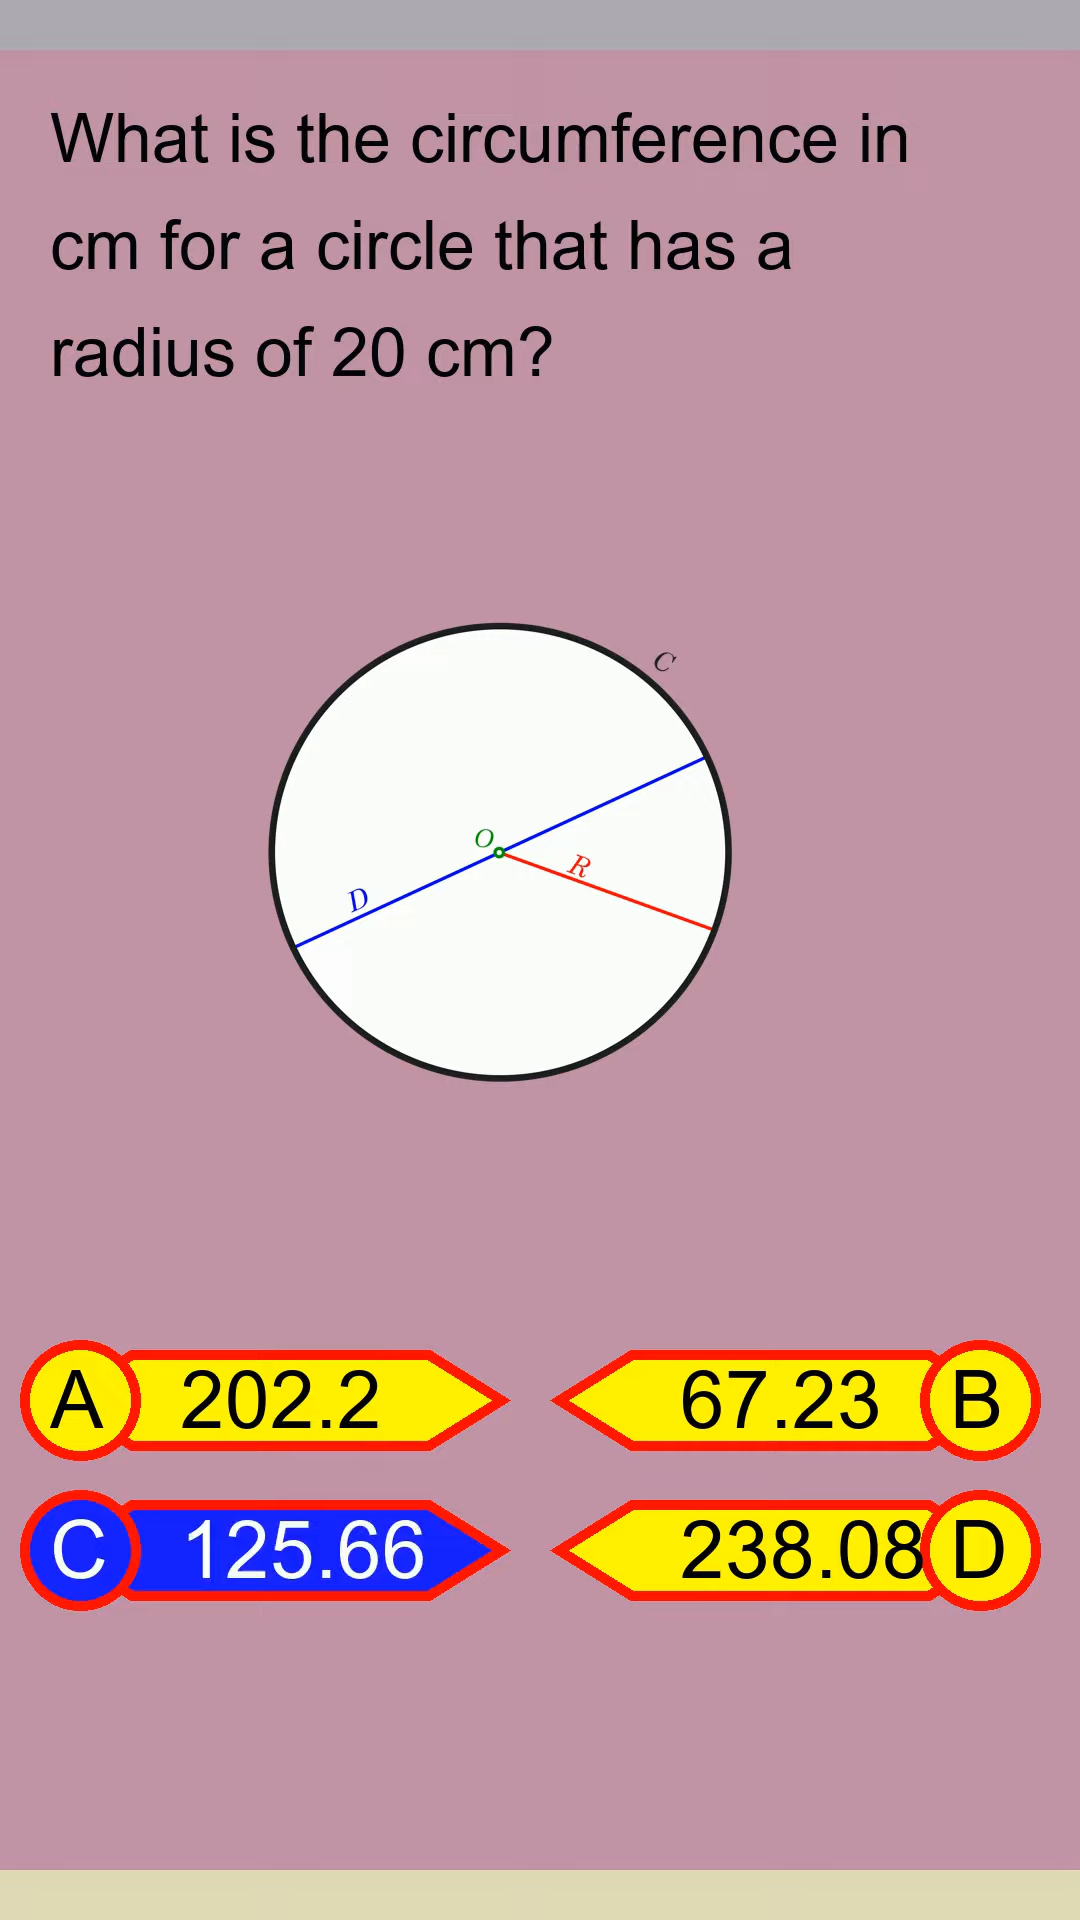 What is the circumference in
cm for a circle that has a
radius of 20 cm?
C
O
R
D
A 202.2
67.23 B
C 125.66
238.08 D